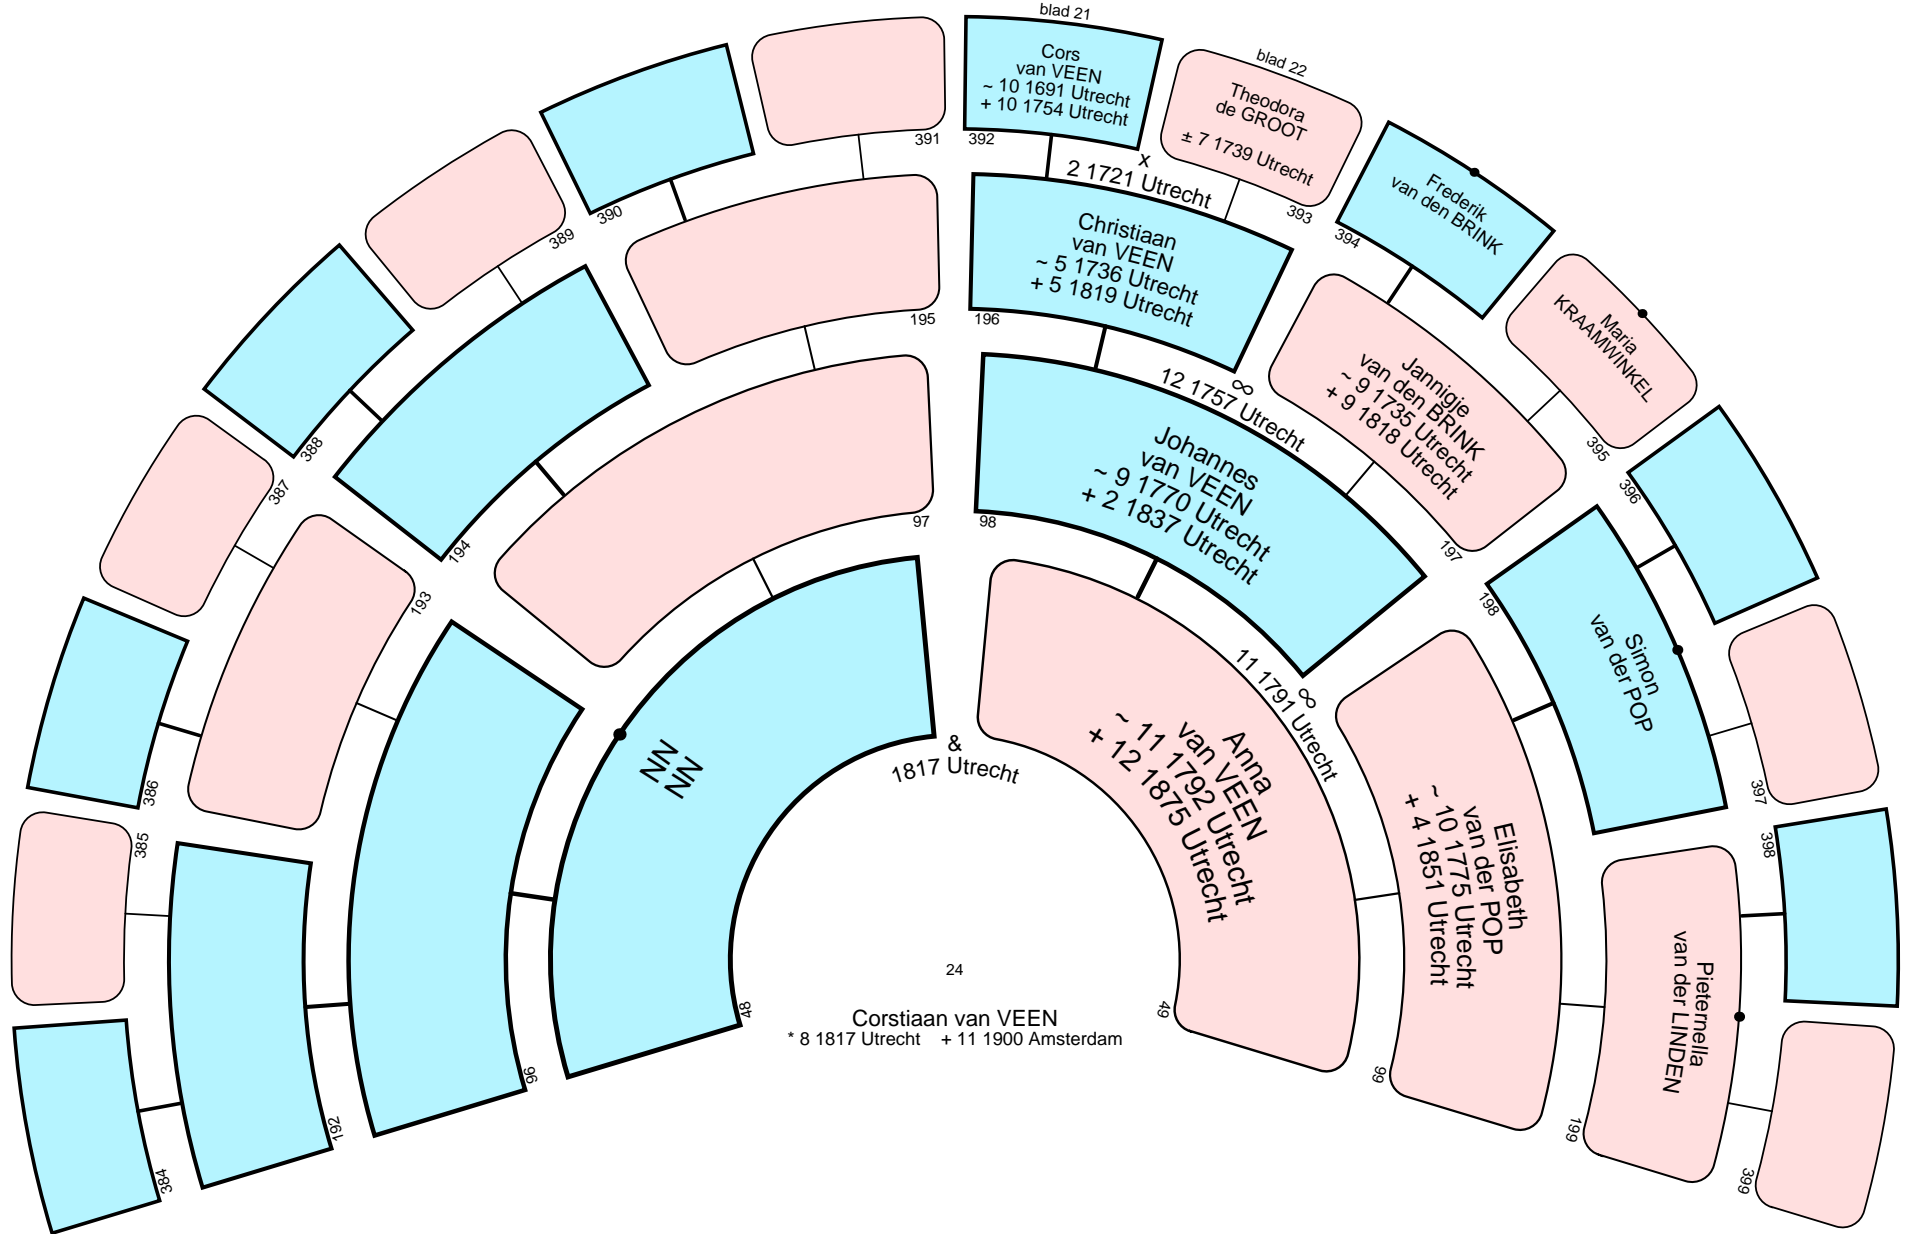 blad 21
Cors
van VEEN
~ 10 1691 Utrecht
+ 10 1754 Utrecht
blad 22
Theodora
de GROOT
± 7 1739 Utrecht
Frederik
van den BRINK
Maria
KRAAMWINKEL
391
392
x
2 1721 Utrecht
393
394
390
389
388
387
386
385
384
395
396
397
398
399
Christiaan
van VEEN
~ 5 1736 Utrecht
+ 5 1819 Utrecht
Jannigje
van den BRINK
~ 9 1735 Utrecht
+ 9 1818 Utrecht
Simon
van der POP
Pieternella
van der LINDEN
195
196
∞
12 1757 Utrecht
197
198
199
194
193
192
Johannes
van VEEN
~ 9 1770 Utrecht
+ 2 1837 Utrecht
Elisabeth
van der POP
~ 10 1775 Utrecht
+ 4 1851 Utrecht
97
98
∞
11 1791 Utrecht
99
96
NN
NN
&
1817 Utrecht
Anna
van VEEN
~ 11 1792 Utrecht
+ 12 1875 Utrecht
48
49
24
Corstiaan van VEEN
* 8 1817 Utrecht + 11 1900 Amsterdam